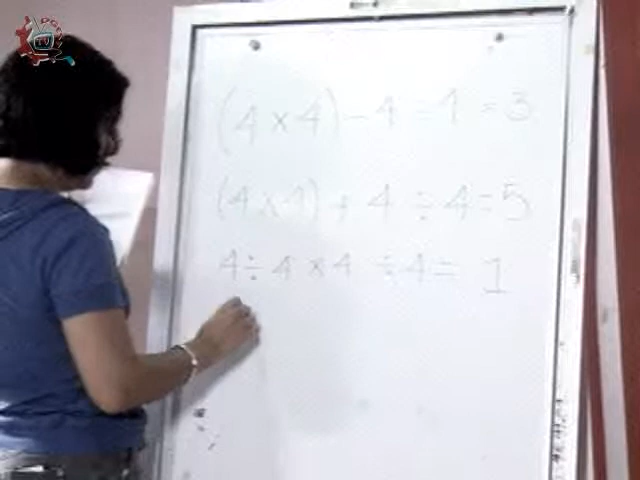 (4 × 4) - 4 ÷ 4 = 3
(4 × 4) + 4 ÷ 4 = 5
4 ÷ 4 × 4 ÷ 4 = 1